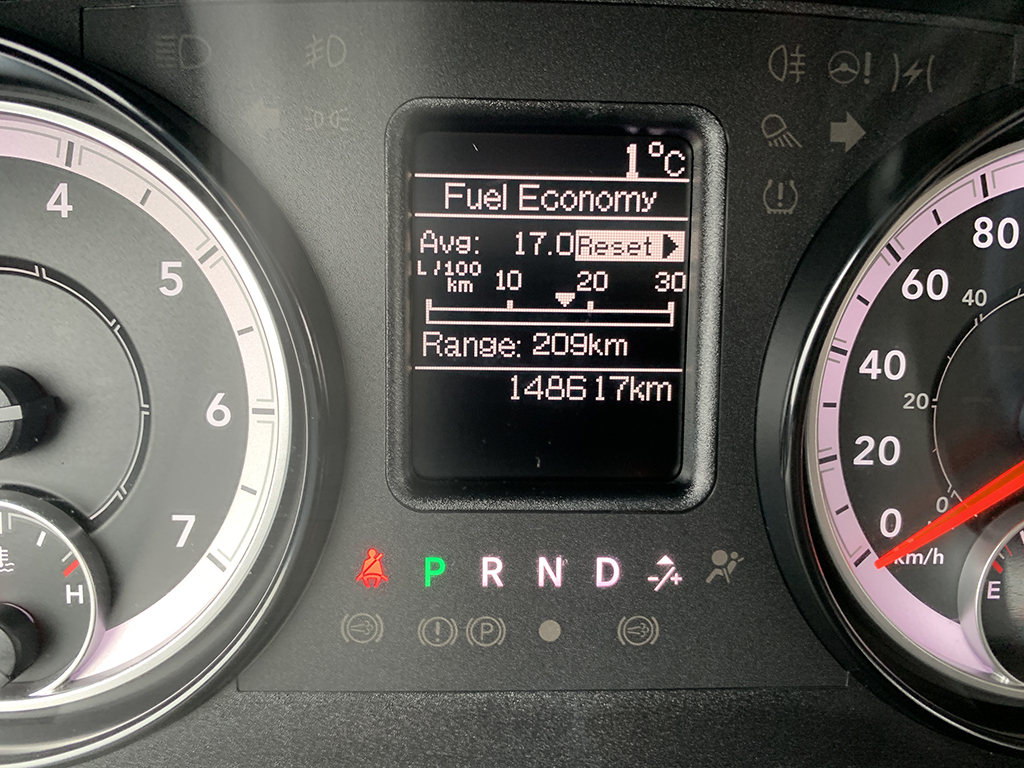 1°C
Fuel Economy
Avg: 17.0 Reset
L/100 km
10 20 30
Range: 209km
148617km
4
5
6
7
H
P R N D -/+
80
60
40
20
0
km/h
40
20
0
E